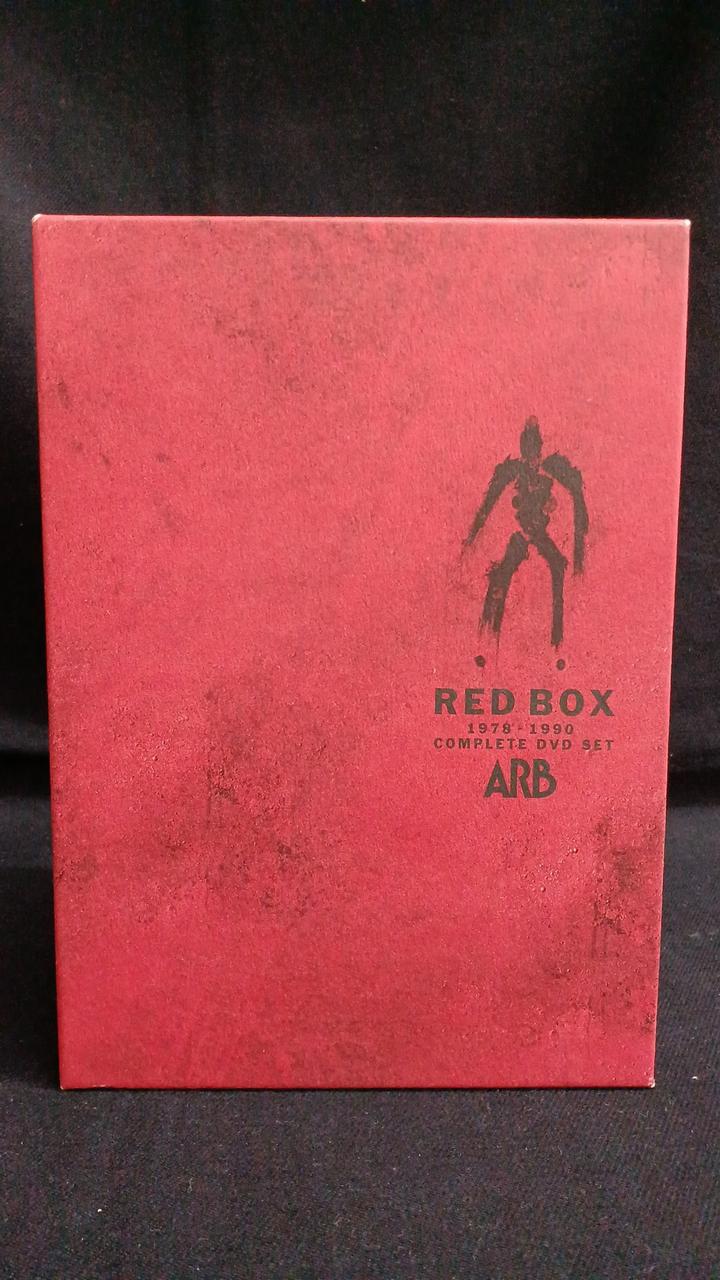 RED BOX
1978-1990
COMPLETE DVD SET
ARB